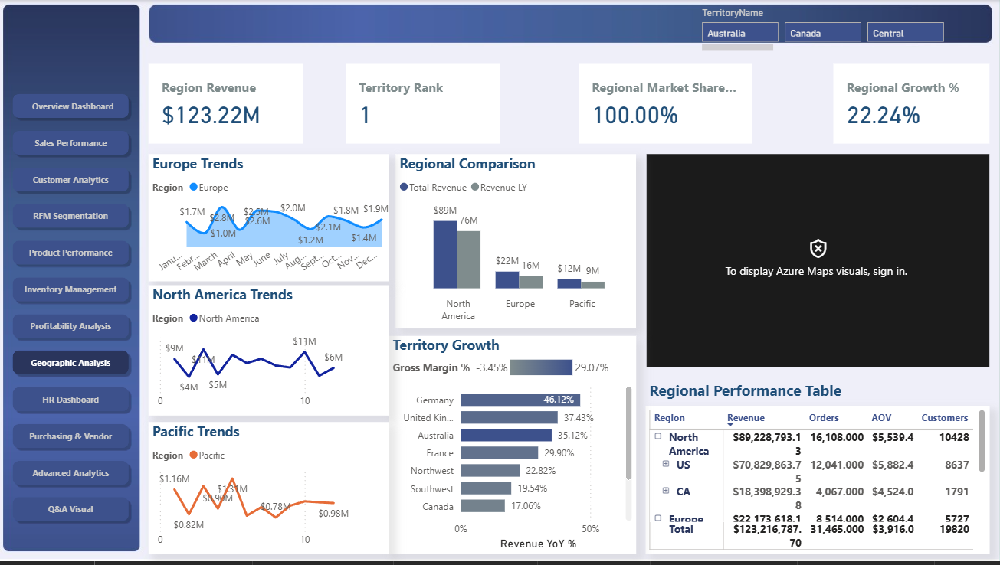 TerritoryName
Australia
Canada
Central
Overview Dashboard
Sales Performance
Customer Analytics
RFM Segmentation
Product Performance
Inventory Management
Profitability Analysis
Geographic Analysis
HR Dashboard
Purchasing & Vendor
Advanced Analytics
Q&A Visual
Region Revenue
$123.22M
Territory Rank
1
Regional Market Share...
100.00%
Regional Growth %
22.24%
Europe Trends
Region Europe
$1.7M
$2.8M
$1.0M
$2.5M
$2.6M
$2.0M
$1.2M
$2.1M
$1.8M
$1.4M
$1.9M
Janu...
Febr...
March
April
May
June
July
Aug...
Sept...
Oct...
Nov...
Dec...
North America Trends
Region North America
$9M
$4M
$11M
$5M
$11M
$6M
0
10
Pacific Trends
Region Pacific
$1.16M
$0.82M
$0.90M
$1.31M
$0.78M
$0.98M
0
10
Regional Comparison
Total Revenue Revenue LY
$89M
76M
$22M
16M
$12M
9M
North
America
Europe
Pacific
Territory Growth
Gross Margin % -3.45% 29.07%
Germany 46.12%
United Kin... 37.43%
Australia 35.12%
France 29.90%
Northwest 22.82%
Southwest 19.54%
Canada 17.06%
0% 50%
Revenue YoY %
To display Azure Maps visuals, sign in.
Regional Performance Table
Region Revenue Orders AOV Customers
North $89,228,793.1 16,108.000 $5,539.4 10428
America 3
US $70,829,863.7 12,041.000 $5,882.4 8637
5
CA $18,398,929.3 4,067.000 $4,524.0 1791
8
Europe $22,173,618.1 8,514.000 $2,604.4 5727
Total $123,216,787. 31,465.000 $3,916.0 19820
70